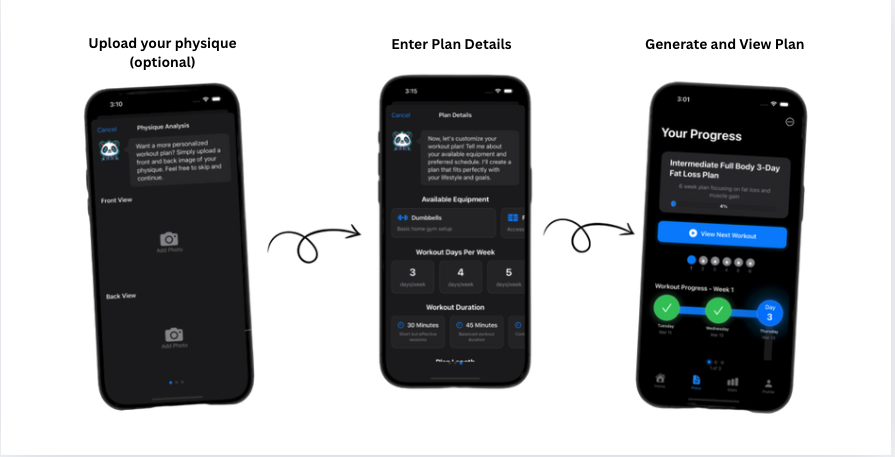 Upload your physique
(optional)
Enter Plan Details
Generate and View Plan
3:10
Cancel
Physique Analysis
Want a more personalized
workout plan? Simply upload a
front and back image of your
physique. Feel free to skip and
continue.
Front View
Add Photo
Back View
Add Photo
3:15
Cancel
Plan Details
Now, let's customize your
workout plan! Tell me about
your available equipment and
preferred schedule. I'll create a
plan that fits perfectly with
your lifestyle and goals.
Available Equipment
Dumbbells
Basic home gym setup
Workout Days Per Week
3
days/week
4
days/week
5
days/week
Workout Duration
30 Minutes
Short but effective
sessions
45 Minutes
Balanced workout
duration
3:01
Your Progress
Intermediate Full Body 3-Day
Fat Loss Plan
6 week plan focusing on fat loss and
muscle gain
4%
View Next Workout
Workout Progress - Week 1
Day
3
Tuesday
Wednesday
Thursday
1 of 3
Home
Plans
Stats
Profile